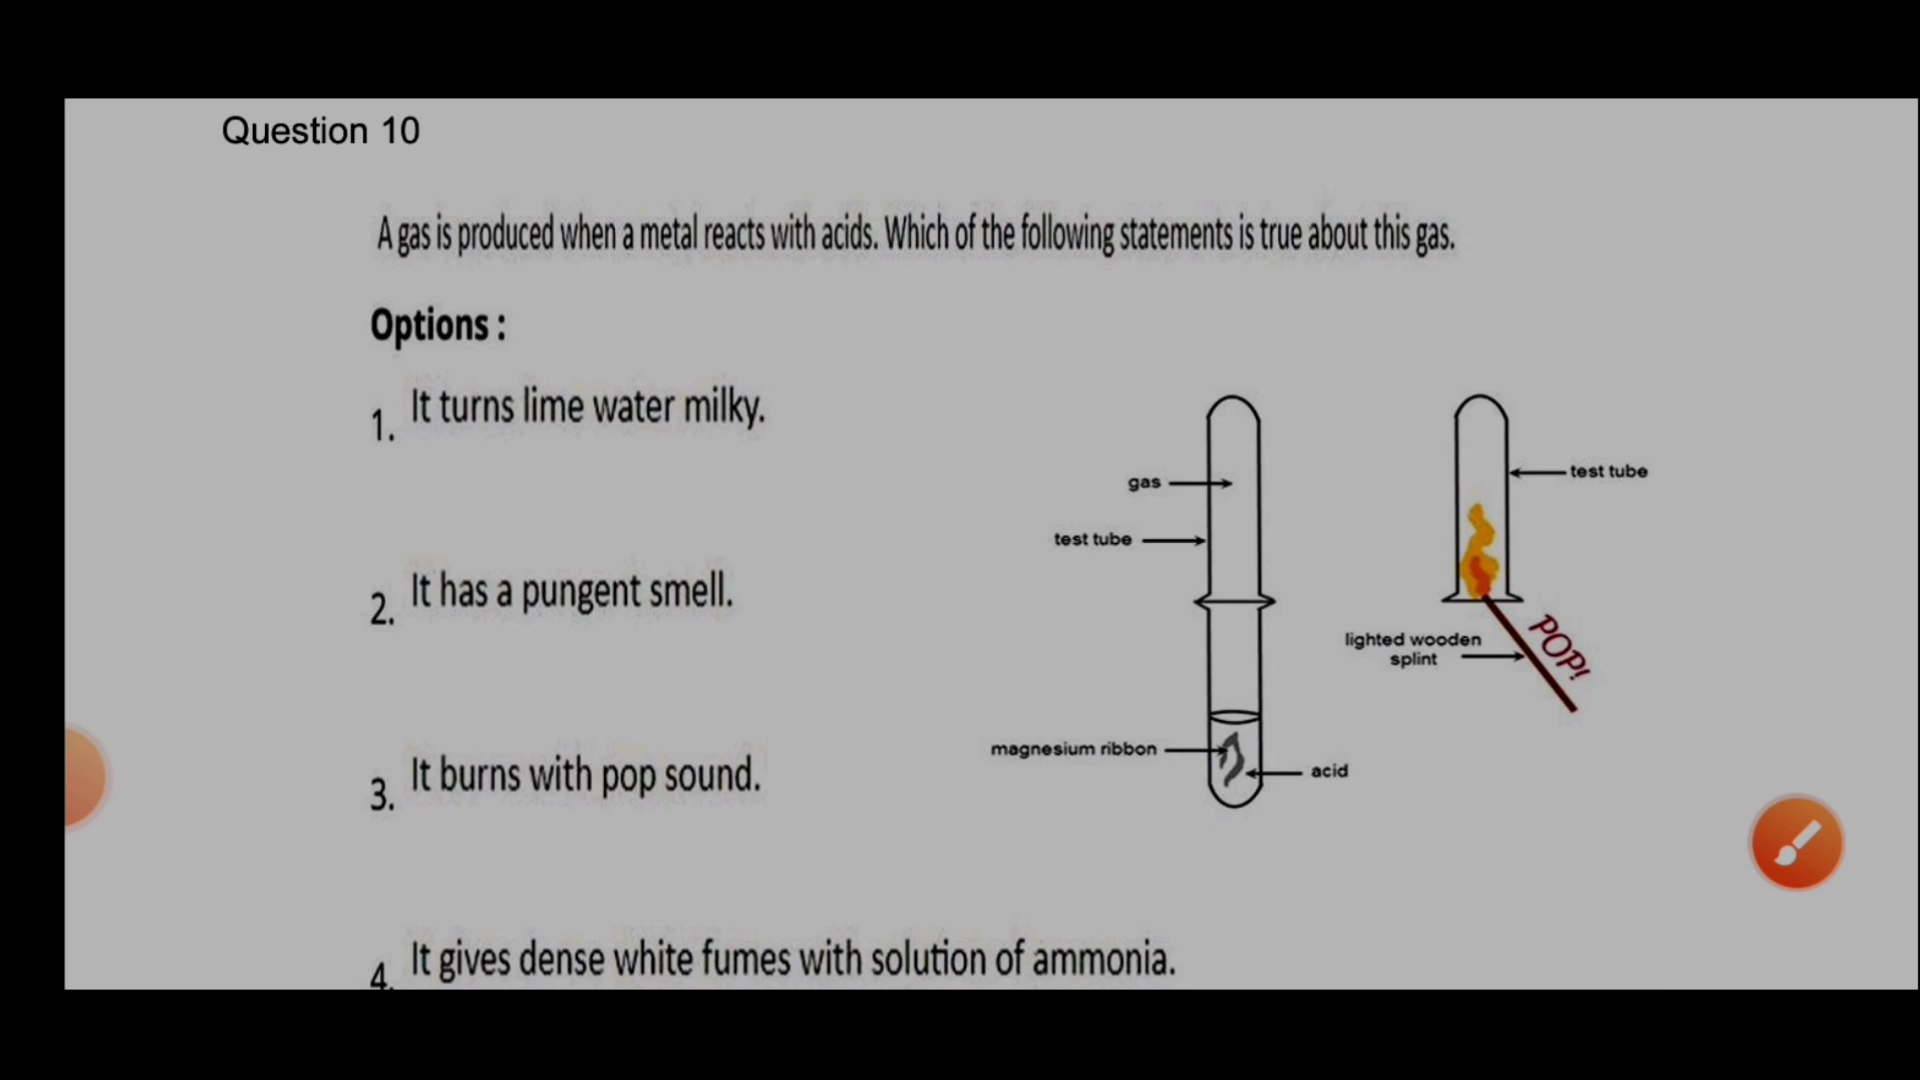 Question 10
A gas is produced when a metal reacts with acids. Which of the following statements is true about this gas.
Options :
1. It turns lime water milky.
2. It has a pungent smell.
3. It burns with pop sound.
4. It gives dense white fumes with solution of ammonia.
gas
test tube
magnesium ribbon
acid
test tube
lighted wooden
splint
POP!